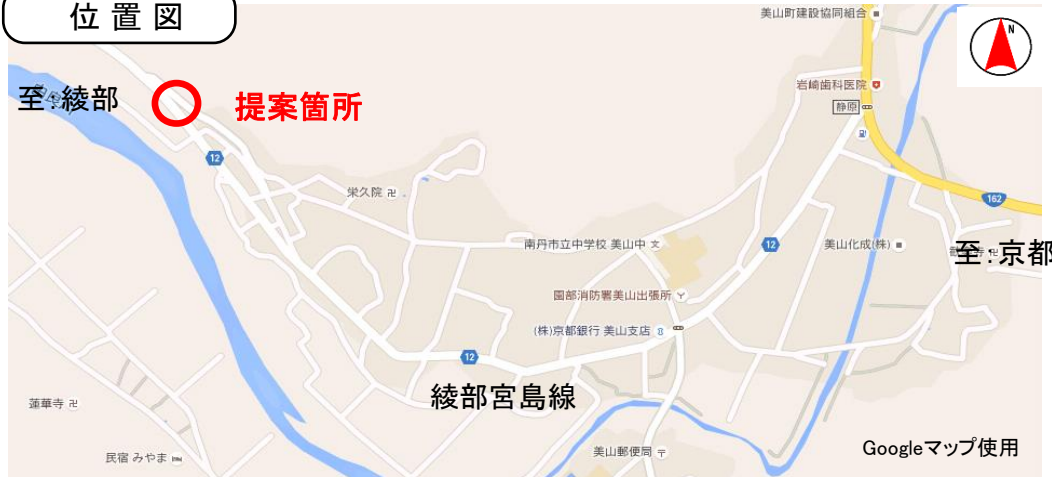 位置図
美山町建設協同組合
N
岩崎歯科医院
静原
至:綾部
提案箇所
12
162
栄久院
南丹市立中学校 美山中
12
美山化成(株)
至:京都
園部消防署美山出張所
(株)京都銀行 美山支店
12
綾部宮島線
蓮華寺
民宿 みやま
美山郵便局
Googleマップ使用